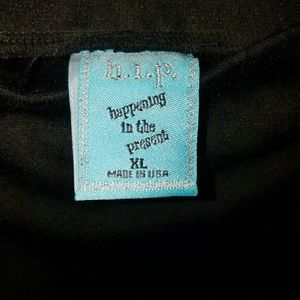 h.i.p.
happening
in the
present
XL
MADE IN USA